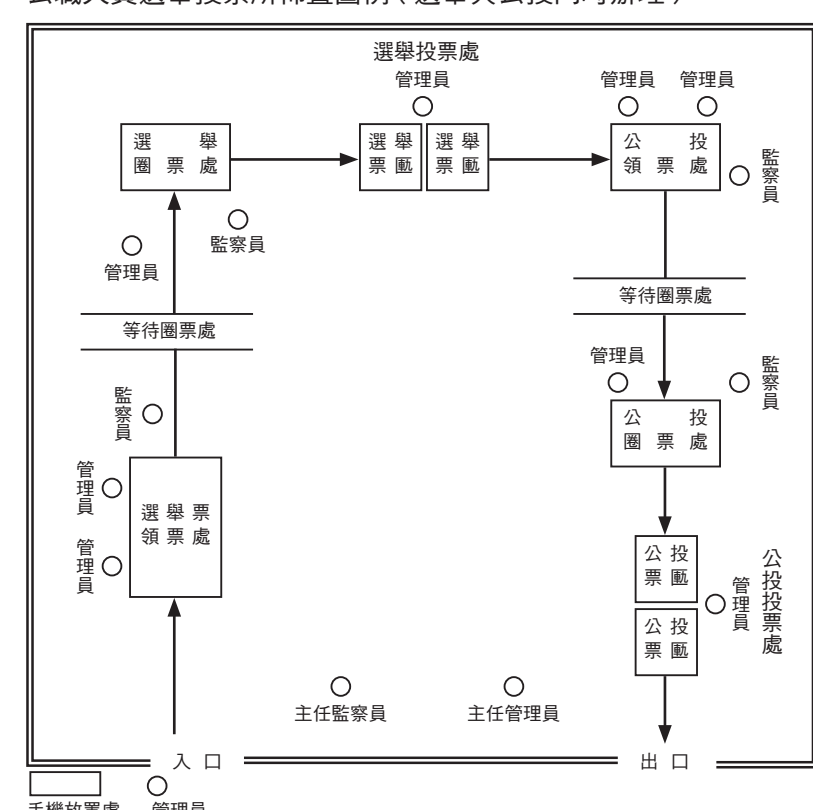 選舉投票處
管理員
管理員 管理員
選舉
圈票處
選舉
票匭
選舉
票匭
公投
領票處
監察員
監察員
管理員
等待圈票處
等待圈票處
管理員
監察員
監察員
公投
圈票處
管理員
選舉票
領票處
管理員
公投
票匭
管理員
公投投票處
公投
票匭
主任監察員 主任管理員
入口 出口